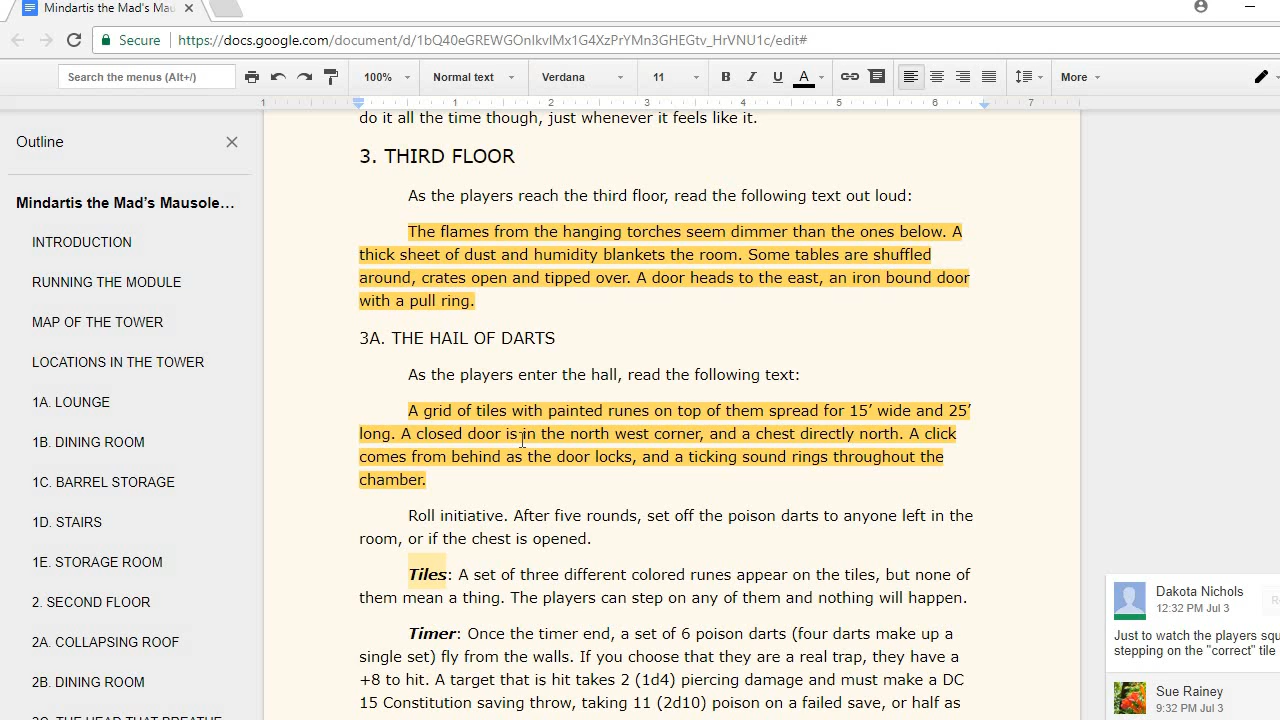 Mindartis the Mad's Mau
Secure
https://docs.google.com/document/d/1bQ40eGREWGOnIkvIMx1G4XzPrYMn3GHEGtv_HrVNU1c/edit#
Search the menus (Alt+/)
100%
Normal text
Verdana
11
B I U A
More
1 1 2 3 4 5 6 7
Outline
Mindartis the Mad's Mausole...
INTRODUCTION
RUNNING THE MODULE
MAP OF THE TOWER
LOCATIONS IN THE TOWER
1A. LOUNGE
1B. DINING ROOM
1C. BARREL STORAGE
1D. STAIRS
1E. STORAGE ROOM
2. SECOND FLOOR
2A. COLLAPSING ROOF
2B. DINING ROOM
2C. THE HEAD THAT BREATHE
do it all the time though, just whenever it feels like it.
3. THIRD FLOOR
As the players reach the third floor, read the following text out loud:
The flames from the hanging torches seem dimmer than the ones below. A
thick sheet of dust and humidity blankets the room. Some tables are shuffled
around, crates open and tipped over. A door heads to the east, an iron bound door
with a pull ring.
3A. THE HAIL OF DARTS
As the players enter the hall, read the following text:
A grid of tiles with painted runes on top of them spread for 15’ wide and 25’
long. A closed door is in the north west corner, and a chest directly north. A click
comes from behind as the door locks, and a ticking sound rings throughout the
chamber.
Roll initiative. After five rounds, set off the poison darts to anyone left in the
room, or if the chest is opened.
Tiles: A set of three different colored runes appear on the tiles, but none of
them mean a thing. The players can step on any of them and nothing will happen.
Timer: Once the timer end, a set of 6 poison darts (four darts make up a
single set) fly from the walls. If you choose that they are a real trap, they have a
+8 to hit. A target that is hit takes 2 (1d4) piercing damage and must make a DC
15 Constitution saving throw, taking 11 (2d10) poison on a failed save, or half as
Dakota Nichols
12:32 PM Jul 3
Just to watch the players squ
stepping on the "correct" tile
Sue Rainey
9:32 PM Jul 3